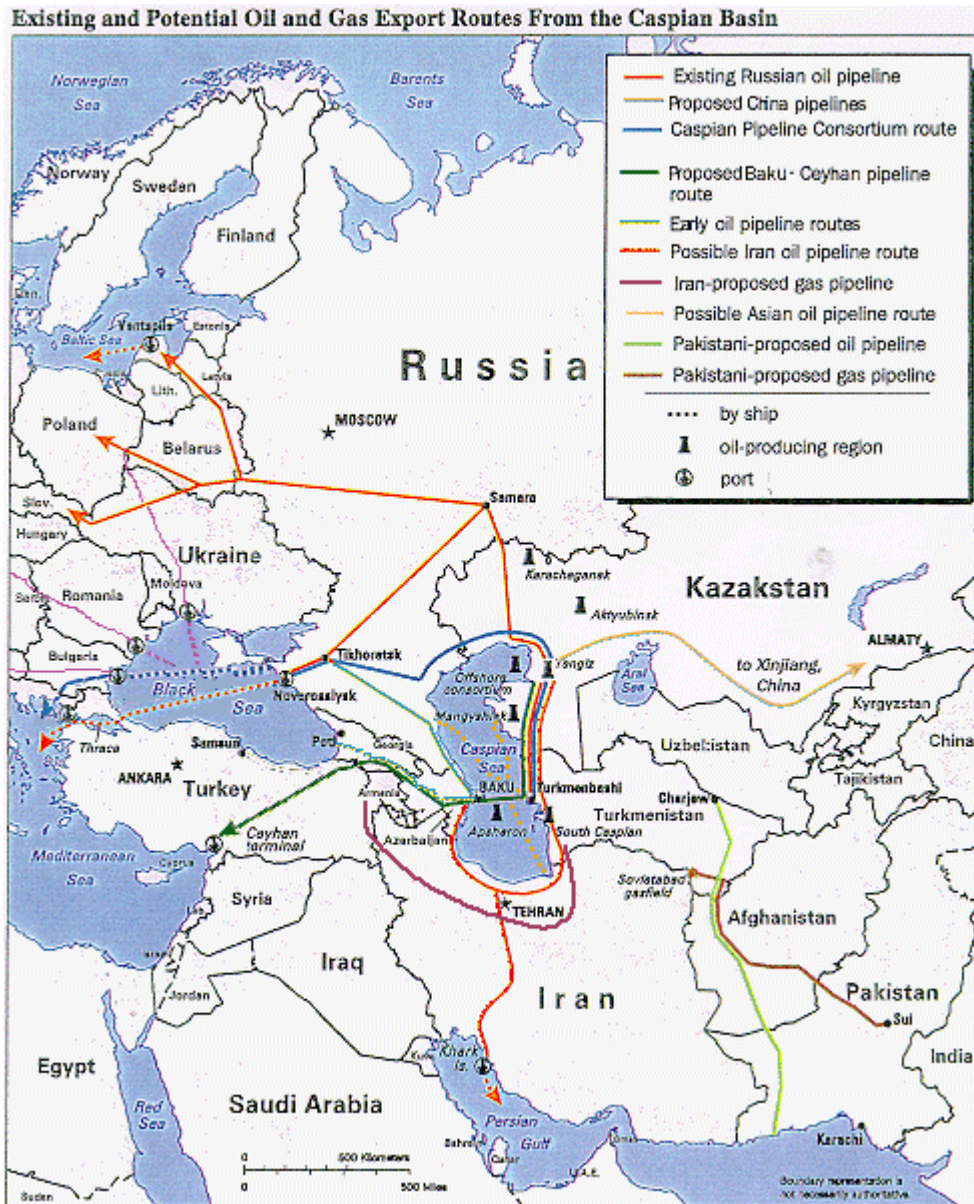 Existing and Potential Oil and Gas Export Routes From the Caspian Basin
Existing Russian oil pipeline
Proposed China pipelines
Caspian Pipeline Consortium route
Proposed Baku - Ceyhan pipeline
route
Early oil pipeline routes
Possible Iran oil pipeline route
Iran-proposed gas pipeline
Possible Asian oil pipeline route
Pakistani-proposed oil pipeline
Pakistani-proposed gas pipeline
by ship
oil-producing region
port
Norwegian
Sea
Barents
Sea
Norway
Sweden
Finland
Den.
Ventspils
Estonia
Baltic Sea
Latvia
Lith.
Russia
MOSCOW
Poland
Belarus
Samara
Slov.
Hungary
Ukraine
Karachaganak
Moldova
Romania
Aktyubinsk
Kazakstan
ALMATY
Bulgaria
Tikhoretsk
Tengiz
to Xinjiang,
China
Offshore
consortium
Aral
Sea
Black
Sea
Novorossiysk
Mangyshlak
Kyrgyzstan
Thrace
Samsun
Poti
Georgia
Caspian
Sea
Uzbekistan
China
ANKARA
Turkey
Armenia
BAKU
Turkmenbashi
Tajikistan
Charjew
Turkmenistan
Azerbaijan
Apsheron
South Caspian
Ceyhan
terminal
Mediterranean
Sea
Cyprus
TEHRAN
gasfield
Syria
Leb.
Afghanistan
Israel
Iraq
Jordan
Iran
Pakistan
Sui
Egypt
Kuw.
Khark
Is.
India
Saudi Arabia
Red
Sea
Persian
Gulf
Bahrain
Qatar
Oman
Karachi
U.A.E.
0 500 Kilometers
0 500 Miles
Sudan
Boundary representation is
not necessarily authoritative.